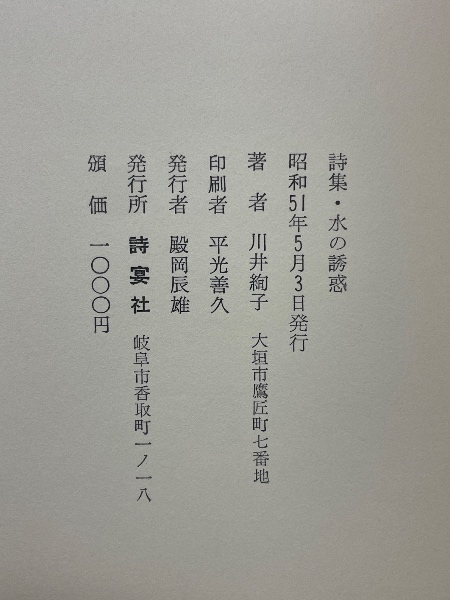 詩集・水の誘惑
昭和51年5月3日発行
著者 川井絢子 大垣市鷹匠町七番地
印刷者 平光善久
発行者 殿岡辰雄
発行所 詩宴社 岐阜市香取町一ノ一八
頒価 一〇〇〇円